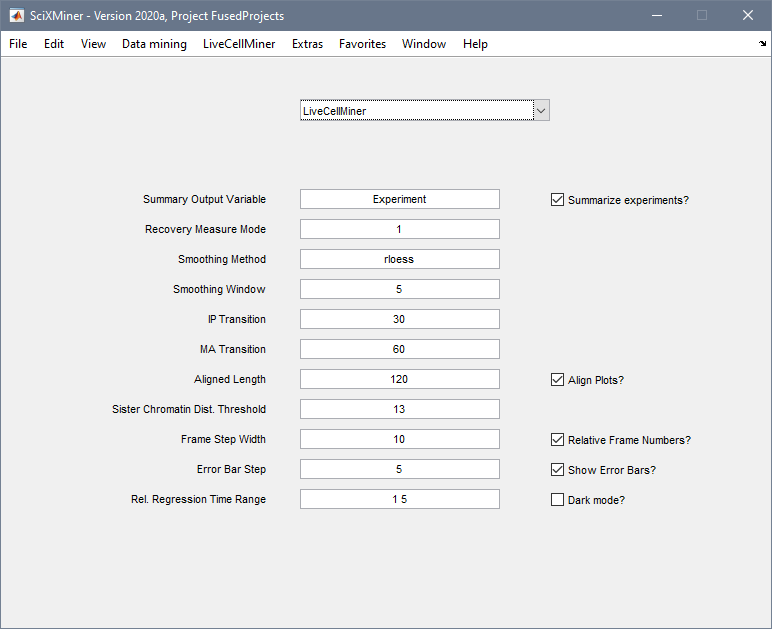 SciXMiner - Version 2020a, Project FusedProjects
File Edit View Data mining LiveCellMiner Extras Favorites Window Help
LiveCellMiner
Summary Output Variable Experiment Summarize experiments?
Recovery Measure Mode 1
Smoothing Method rloess
Smoothing Window 5
IP Transition 30
MA Transition 60
Aligned Length 120 Align Plots?
Sister Chromatin Dist. Threshold 13
Frame Step Width 10 Relative Frame Numbers?
Error Bar Step 5 Show Error Bars?
Rel. Regression Time Range 1 5 Dark mode?